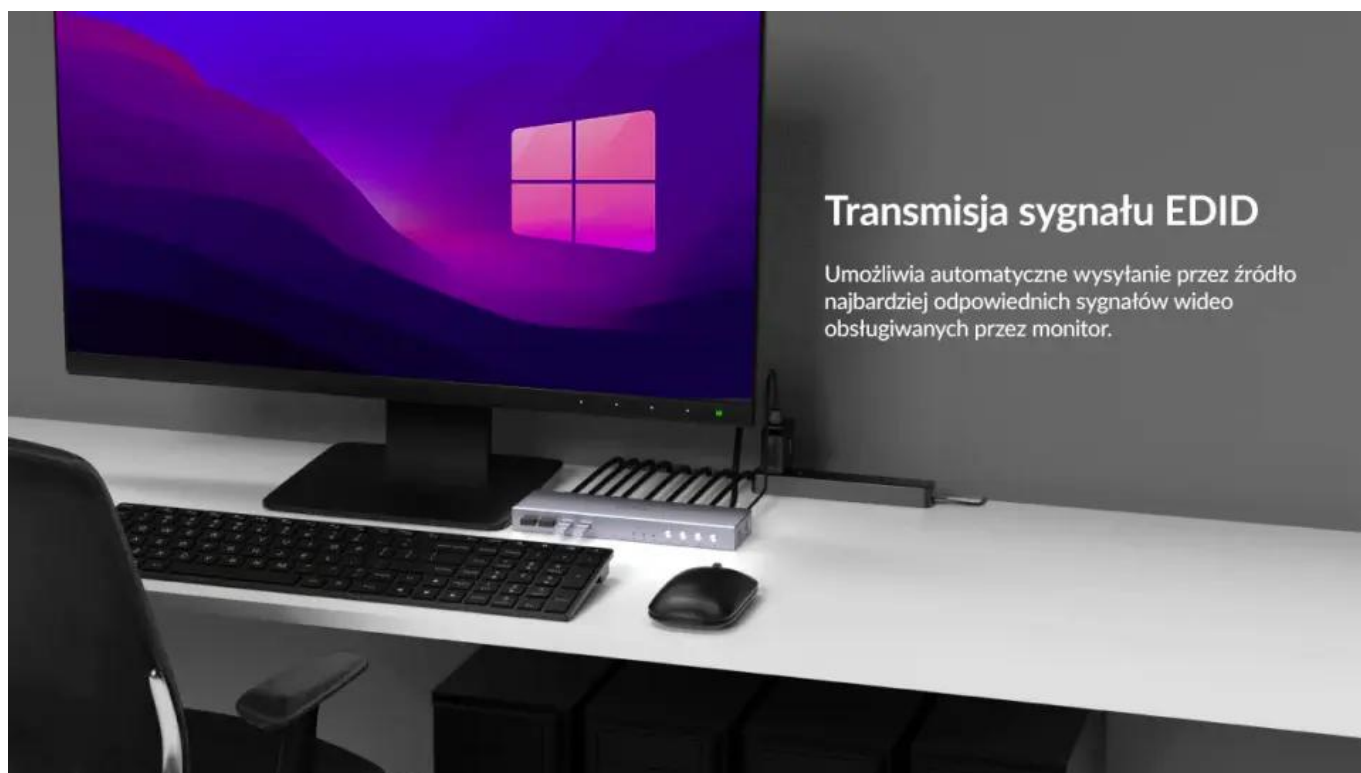 Transmisja sygnału EDID
Umożliwia automatyczne wysyłanie przez źródło
najbardziej odpowiednich sygnałów wideo
obsługiwanych przez monitor.